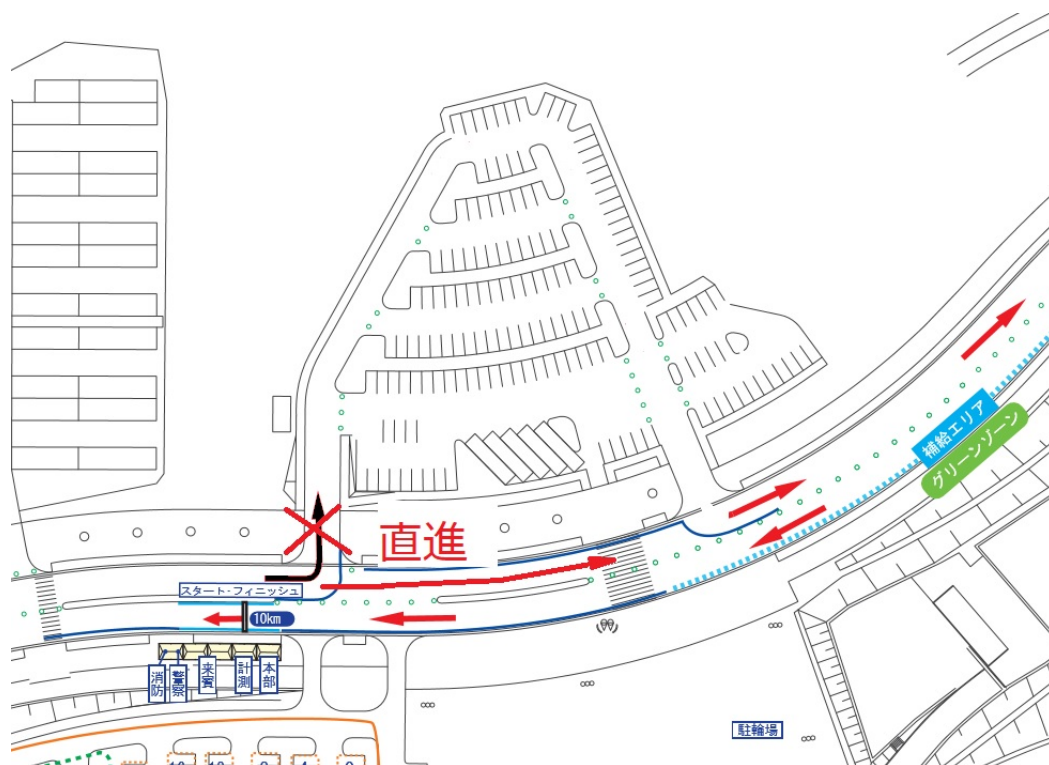 補給エリア
グリーンゾーン
直進
スタート・フィニッシュ
10km
消防
警察
来賓
計測
本部
駐輪場